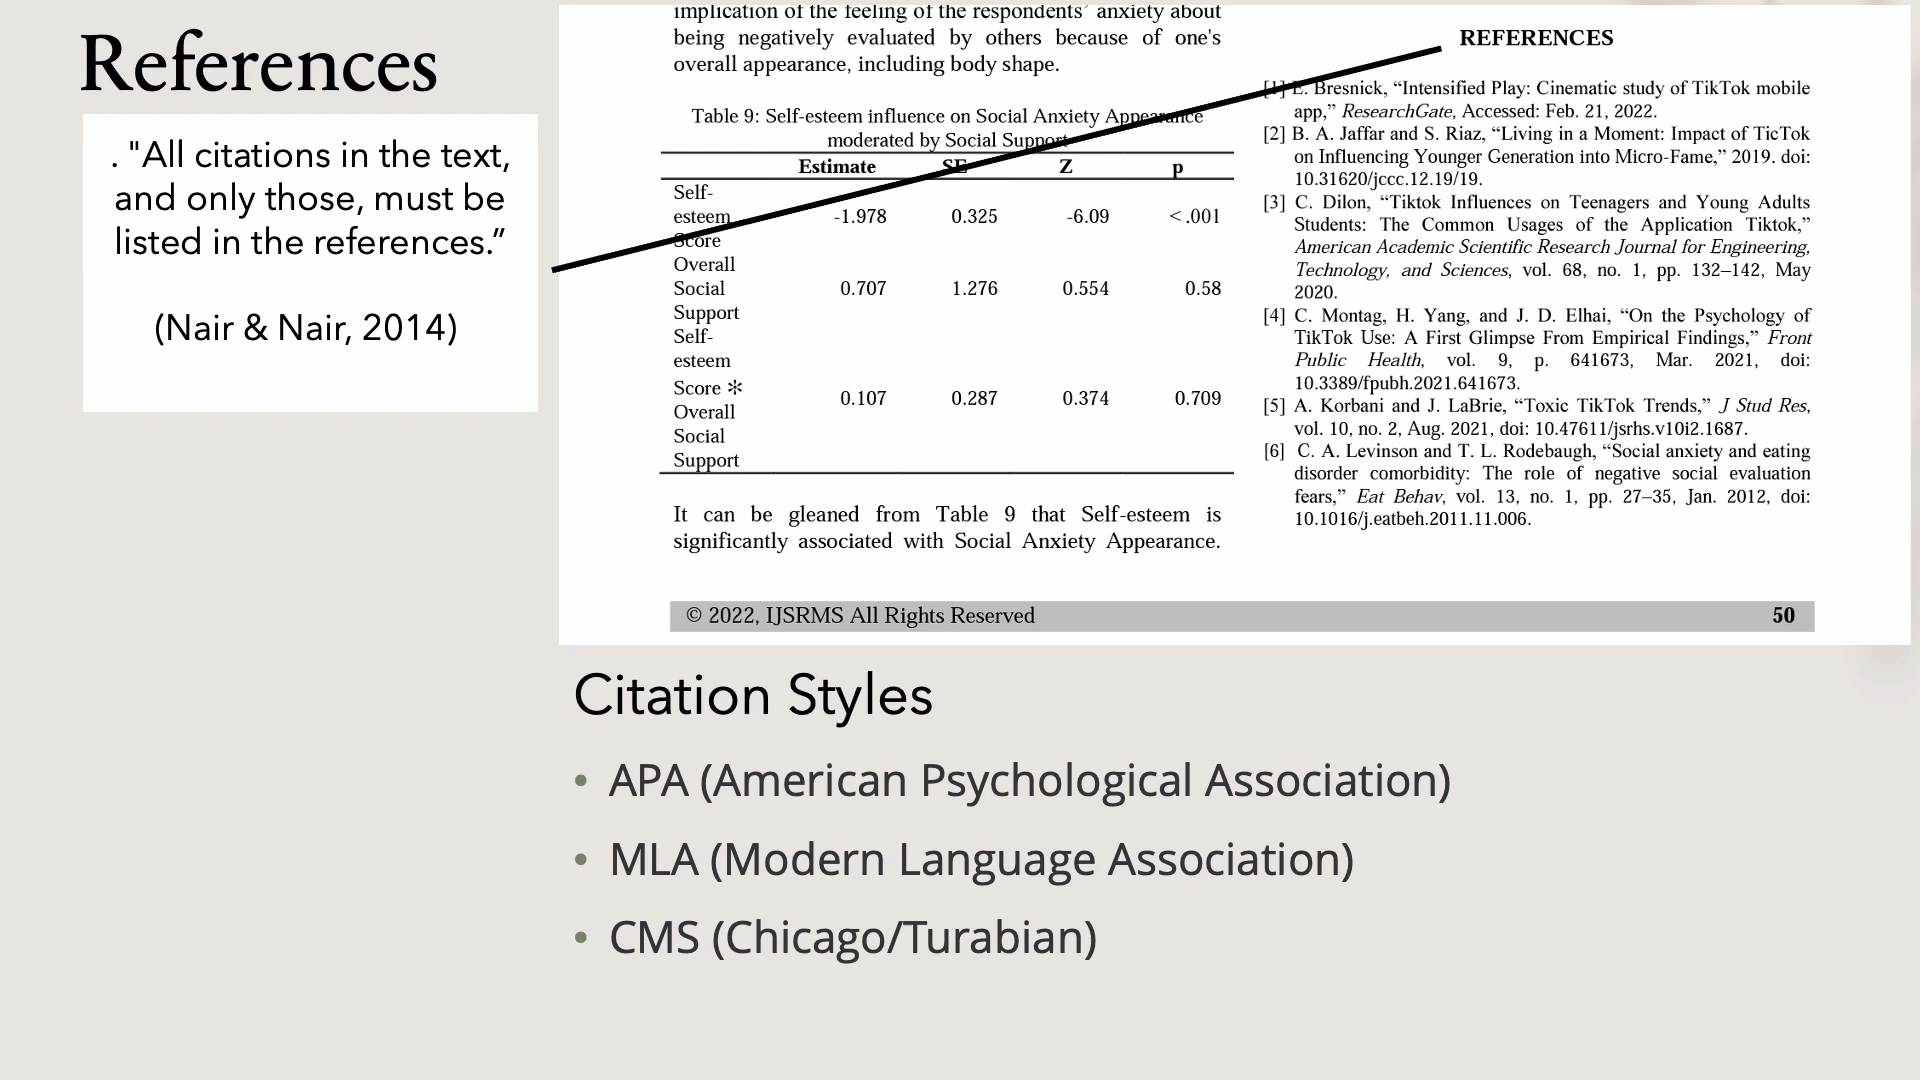 References
. "All citations in the text,
and only those, must be
listed in the references.”
(Nair & Nair, 2014)
implication of the feeling of the respondents’ anxiety about
being negatively evaluated by others because of one's
overall appearance, including body shape.
Table 9: Self-esteem influence on Social Anxiety Appearance
moderated by Social Support
Estimate SE Z p
Self-
esteem -1.978 0.325 -6.09 < .001
Score
Overall
Social 0.707 1.276 0.554 0.58
Support
Self-
esteem
Score ✻ 0.107 0.287 0.374 0.709
Overall
Social
Support
It can be gleaned from Table 9 that Self-esteem is
significantly associated with Social Anxiety Appearance.
REFERENCES
[1] E. Bresnick, “Intensified Play: Cinematic study of TikTok mobile
app,” ResearchGate, Accessed: Feb. 21, 2022.
[2] B. A. Jaffar and S. Riaz, “Living in a Moment: Impact of TicTok
on Influencing Younger Generation into Micro-Fame,” 2019. doi:
10.31620/jccc.12.19/19.
[3] C. Dilon, “Tiktok Influences on Teenagers and Young Adults
Students: The Common Usages of the Application Tiktok,”
American Academic Scientific Research Journal for Engineering,
Technology, and Sciences, vol. 68, no. 1, pp. 132–142, May
2020.
[4] C. Montag, H. Yang, and J. D. Elhai, “On the Psychology of
TikTok Use: A First Glimpse From Empirical Findings,” Front
Public Health, vol. 9, p. 641673, Mar. 2021, doi:
10.3389/fpubh.2021.641673.
[5] A. Korbani and J. LaBrie, “Toxic TikTok Trends,” J Stud Res,
vol. 10, no. 2, Aug. 2021, doi: 10.47611/jsrhs.v10i2.1687.
[6] C. A. Levinson and T. L. Rodebaugh, “Social anxiety and eating
disorder comorbidity: The role of negative social evaluation
fears,” Eat Behav, vol. 13, no. 1, pp. 27–35, Jan. 2012, doi:
10.1016/j.eatbeh.2011.11.006.
© 2022, IJSRMS All Rights Reserved 50
Citation Styles
• APA (American Psychological Association)
• MLA (Modern Language Association)
• CMS (Chicago/Turabian)